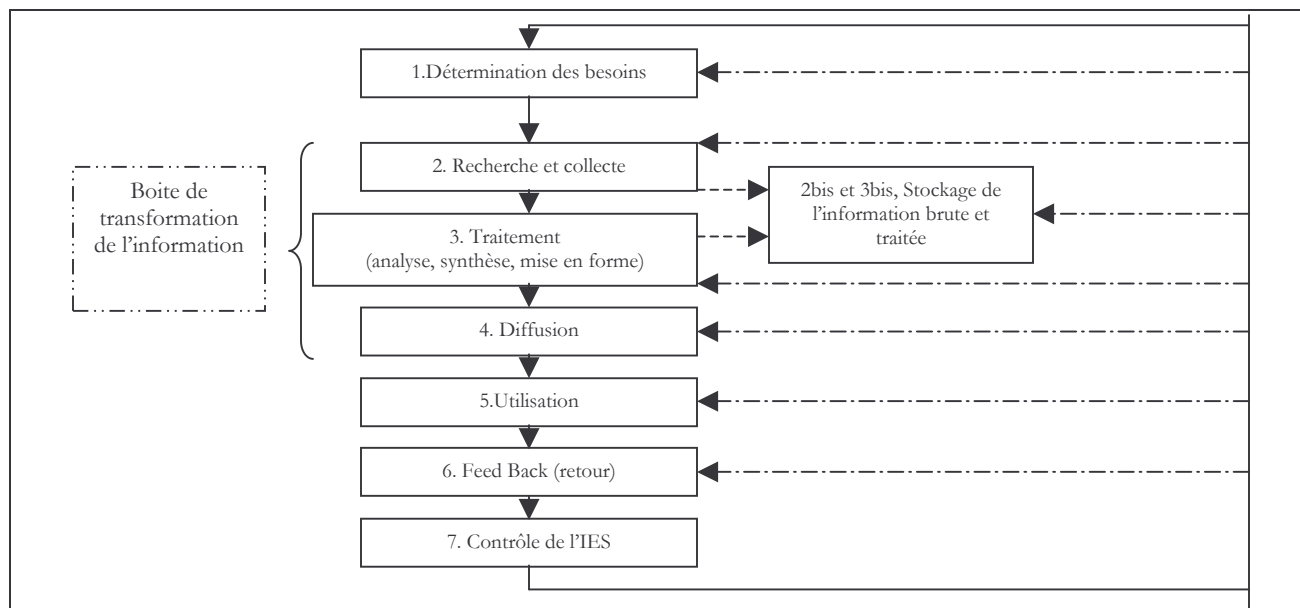 1.Détermination des besoins
Boite de
transformation
de l'information
2. Recherche et collecte
2bis et 3bis, Stockage de
l'information brute et
traitée
3. Traitement
(analyse, synthèse, mise en forme)
4. Diffusion
5.Utilisation
6. Feed Back (retour)
7. Contrôle de l'IES